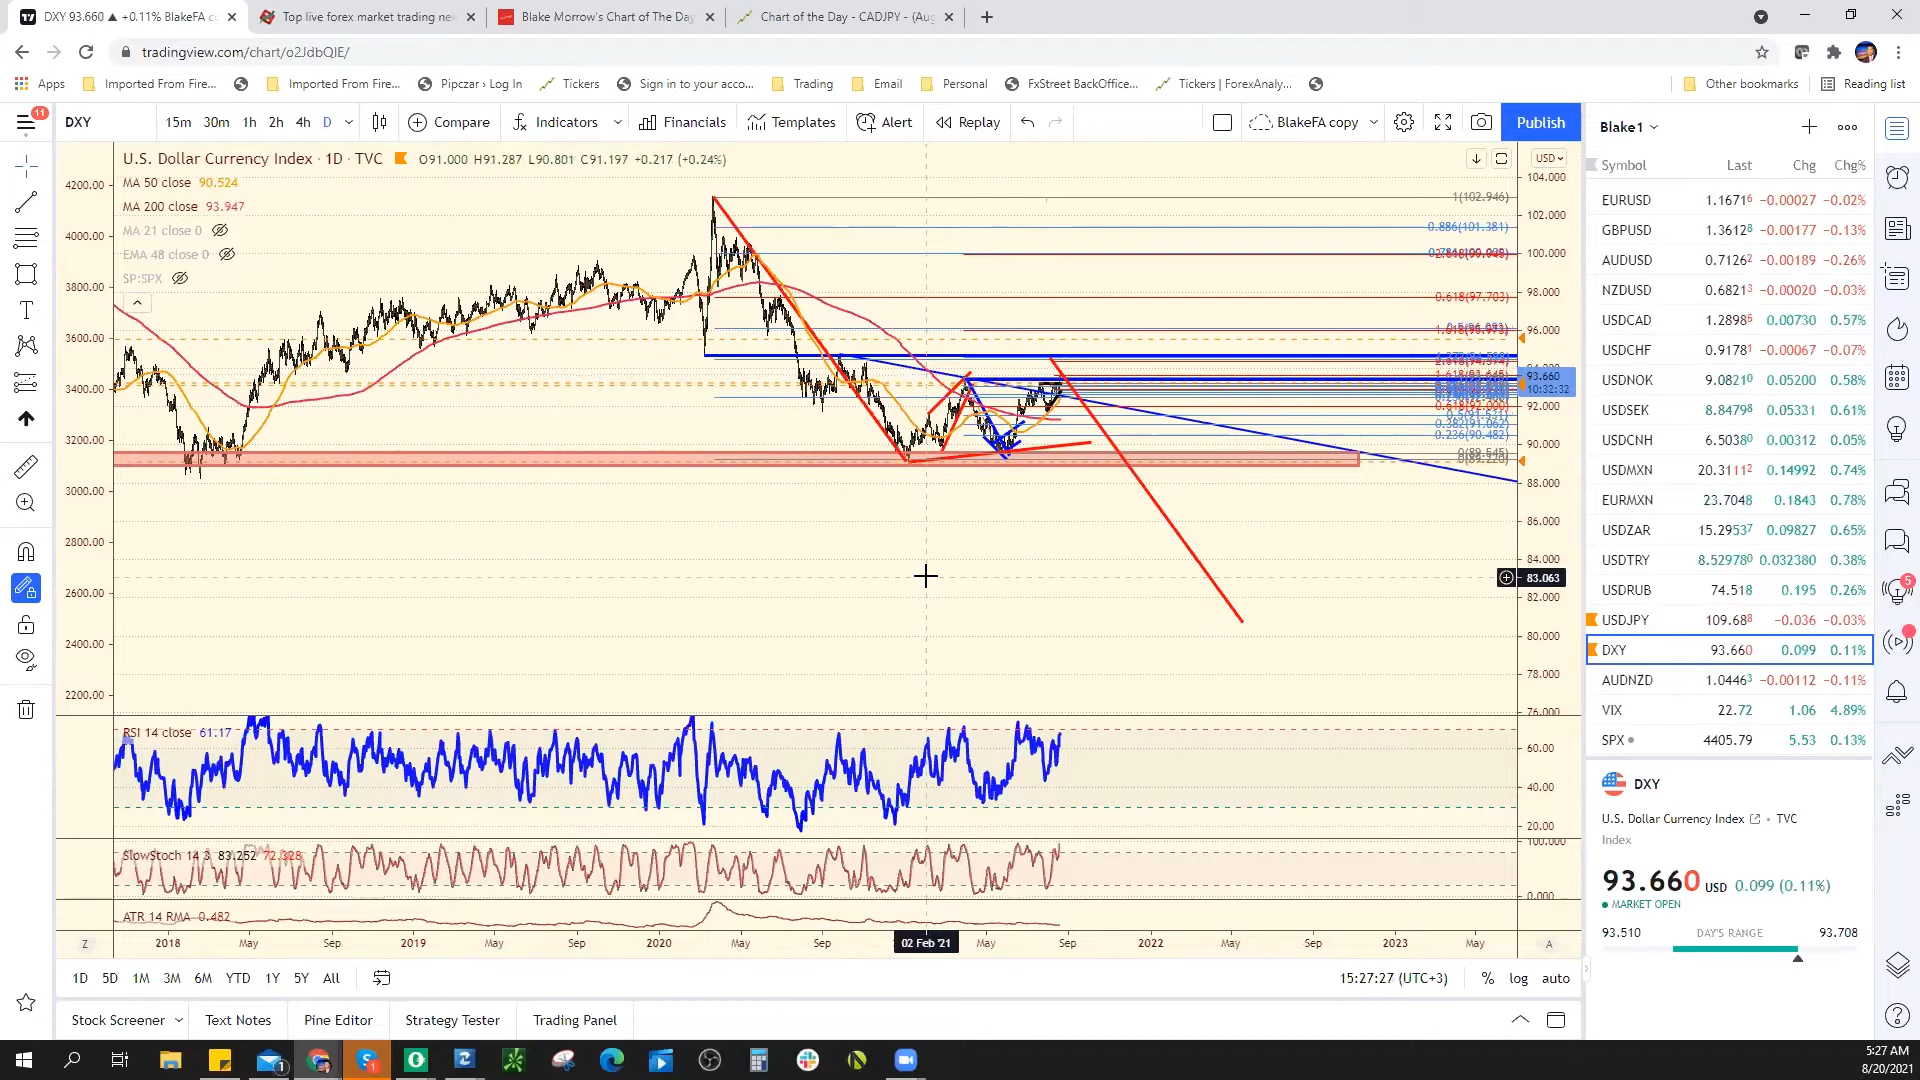 DXY 93.660 ▲ +0.11% BlakeFA c
Top live forex market trading ne
Blake Morrow's Chart of The Da
Chart of the Day - CADJPY - (Au
tradingview.com/chart/o2JdbQIE/
Apps Imported From Fire... Imported From Fire... Pipczar › Log In Tickers Sign in to your acco... Trading Email Personal FxStreet BackOffice... Tickers | ForexAnaly... Other bookmarks Reading list
11
DXY 15m 30m 1h 2h 4h D Compare Indicators Financials Templates Alert Replay BlakeFA copy Publish
U.S. Dollar Currency Index · 1D · TVC O91.000 H91.287 L90.801 C91.197 +0.217 (+0.24%)
MA 50 close 90.524
MA 200 close 93.947
MA 21 close 0
EMA 48 close 0
SP:SPX
4200.00
4000.00
3800.00
3600.00
3400.00
3200.00
3000.00
2800.00
2600.00
2400.00
2200.00
1(102.946)
0.886(101.381)
0.618(97.703)
0.618(92.000)
0.382(91.062)
0.236(90.482)
USD
104.000
102.000
100.000
98.000
96.000
93.660
10:32:32
92.000
90.000
88.000
86.000
84.000
83.063
82.000
80.000
78.000
76.000
RSI 14 close 61.17
60.00
40.00
20.00
SlowStoch 14 3 83.252 72.328
100.000
0.000
ATR 14 RMA 0.482
Z 2018 May Sep 2019 May Sep 2020 May Sep 02 Feb '21 May Sep 2022 May Sep 2023 May A
1D 5D 1M 3M 6M YTD 1Y 5Y All 15:27:27 (UTC+3) % log auto
Stock Screener Text Notes Pine Editor Strategy Tester Trading Panel
Blake1
Symbol Last Chg Chg%
EURUSD 1.16716 −0.00027 −0.02%
GBPUSD 1.36128 −0.00177 −0.13%
AUDUSD 0.71262 −0.00189 −0.26%
NZDUSD 0.68213 −0.00020 −0.03%
USDCAD 1.28985 0.00730 0.57%
USDCHF 0.91781 −0.00067 −0.07%
USDNOK 9.08210 0.05200 0.58%
USDSEK 8.84798 0.05331 0.61%
USDCNH 6.50380 0.00312 0.05%
USDMXN 20.31112 0.14992 0.74%
EURMXN 23.7048 0.1843 0.78%
USDZAR 15.29537 0.09827 0.65%
USDTRY 8.529780 0.032380 0.38%
USDRUB 74.518 0.195 0.26%
USDJPY 109.688 −0.036 −0.03%
DXY 93.660 0.099 0.11%
AUDNZD 1.04463 −0.00112 −0.11%
VIX 22.72 1.06 4.89%
SPX 4405.79 5.53 0.13%
DXY
U.S. Dollar Currency Index • TVC
Index
93.660 USD 0.099 (0.11%)
MARKET OPEN
93.510 DAY'S RANGE 93.708
5
1
1
5:27 AM
8/20/2021